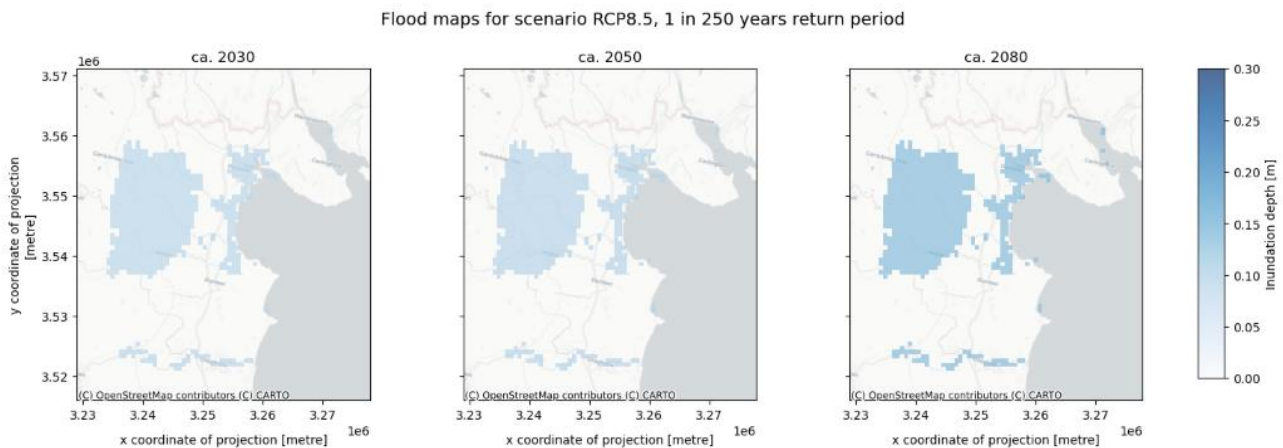 Flood maps for scenario RCP8.5, 1 in 250 years return period
ca. 2030
ca. 2050
ca. 2080
1e6
3.57
3.56
3.55
3.54
3.53
3.52
y coordinate of projection
[metre]
(C) OpenStreetMap contributors (C) CARTO
(C) OpenStreetMap contributors (C) CARTO
(C) OpenStreetMap contributors (C) CARTO
3.23 3.24 3.25 3.26 3.27
3.23 3.24 3.25 3.26 3.27
3.23 3.24 3.25 3.26 3.27
1e6
1e6
1e6
x coordinate of projection [metre]
x coordinate of projection [metre]
x coordinate of projection [metre]
0.30
0.25
0.20
0.15
0.10
0.05
0.00
Inundation depth [m]